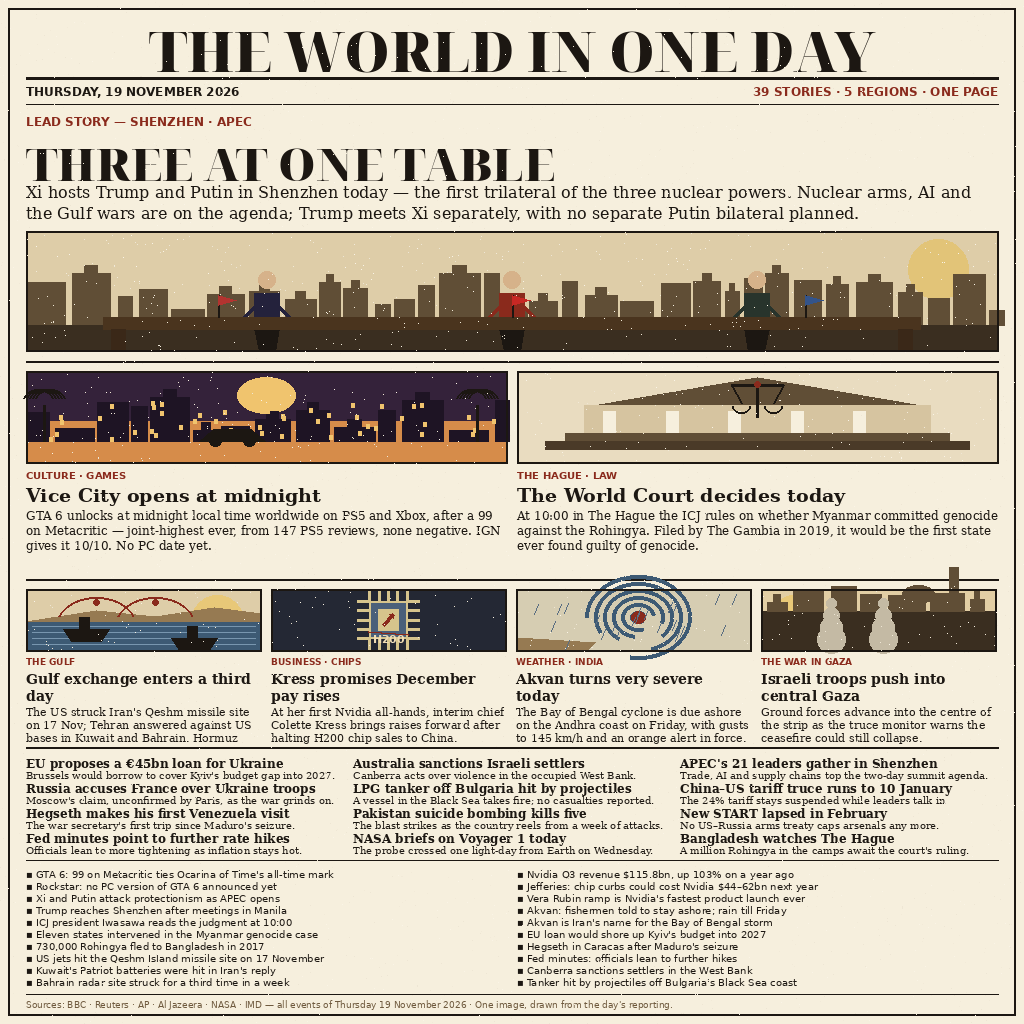 THE WORLD IN ONE DAY
THURSDAY, 19 NOVEMBER 2026
39 STORIES · 5 REGIONS · ONE PAGE
LEAD STORY — SHENZHEN · APEC
THREE AT ONE TABLE
Xi hosts Trump and Putin in Shenzhen today — the first trilateral of the three nuclear powers. Nuclear arms, AI and
the Gulf wars are on the agenda; Trump meets Xi separately, with no separate Putin bilateral planned.
CULTURE · GAMES
Vice City opens at midnight
GTA 6 unlocks at midnight local time worldwide on PS5 and Xbox, after a 99
on Metacritic — joint-highest ever, from 147 PS5 reviews, none negative. IGN
gives it 10/10. No PC date yet.
THE HAGUE · LAW
The World Court decides today
At 10:00 in The Hague the ICJ rules on whether Myanmar committed genocide
against the Rohingya. Filed by The Gambia in 2019, it would be the first state
ever found guilty of genocide.
THE GULF
Gulf exchange enters a third
day
The US struck Iran's Qeshm missile site
on 17 Nov; Tehran answered against US
bases in Kuwait and Bahrain. Hormuz
H200
BUSINESS · CHIPS
Kress promises December
pay rises
At her first Nvidia all-hands, interim chief
Colette Kress brings raises forward after
halting H200 chip sales to China.
WEATHER · INDIA
Akvan turns very severe
today
The Bay of Bengal cyclone is due ashore
on the Andhra coast on Friday, with gusts
to 145 km/h and an orange alert in force.
THE WAR IN GAZA
Israeli troops push into
central Gaza
Ground forces advance into the centre of
the strip as the truce monitor warns the
ceasefire could still collapse.
EU proposes a €45bn loan for Ukraine
Brussels would borrow to cover Kyiv's budget gap into 2027.
Russia accuses France over Ukraine troops
Moscow's claim, unconfirmed by Paris, as the war grinds on.
Hegseth makes his first Venezuela visit
The war secretary's first trip since Maduro's seizure.
Fed minutes point to further rate hikes
Officials lean to more tightening as inflation stays hot.
Australia sanctions Israeli settlers
Canberra acts over violence in the occupied West Bank.
LPG tanker off Bulgaria hit by projectiles
A vessel in the Black Sea takes fire; no casualties reported.
Pakistan suicide bombing kills five
The blast strikes as the country reels from a week of attacks.
NASA briefs on Voyager 1 today
The probe crossed one light-day from Earth on Wednesday.
APEC's 21 leaders gather in Shenzhen
Trade, AI and supply chains top the two-day summit agenda.
China–US tariff truce runs to 10 January
The 24% tariff stays suspended while leaders talk in
New START lapsed in February
No US–Russia arms treaty caps arsenals any more.
Bangladesh watches The Hague
A million Rohingya in the camps await the court's ruling.
▪ GTA 6: 99 on Metacritic ties Ocarina of Time's all-time mark
▪ Rockstar: no PC version of GTA 6 announced yet
▪ Xi and Putin attack protectionism as APEC opens
▪ Trump reaches Shenzhen after meetings in Manila
▪ ICJ president Iwasawa reads the judgment at 10:00
▪ Eleven states intervened in the Myanmar genocide case
▪ 730,000 Rohingya fled to Bangladesh in 2017
▪ US jets hit the Qeshm Island missile site on 17 November
▪ Kuwait's Patriot batteries were hit in Iran's reply
▪ Bahrain radar site struck for a third time in a week
▪ Nvidia Q3 revenue $115.8bn, up 103% on a year ago
▪ Jefferies: chip curbs could cost Nvidia $44–62bn next year
▪ Vera Rubin ramp is Nvidia's fastest product launch ever
▪ Akvan: fishermen told to stay ashore; rain till Friday
▪ Akvan is Iran's name for the Bay of Bengal storm
▪ EU loan would shore up Kyiv's budget into 2027
▪ Hegseth in Caracas after Maduro's seizure
▪ Fed minutes: officials lean to further hikes
▪ Canberra sanctions settlers in the West Bank
▪ Tanker hit by projectiles off Bulgaria's Black Sea coast
Sources: BBC · Reuters · AP · Al Jazeera · NASA · IMD — all events of Thursday 19 November 2026 · One image, drawn from the day's reporting.